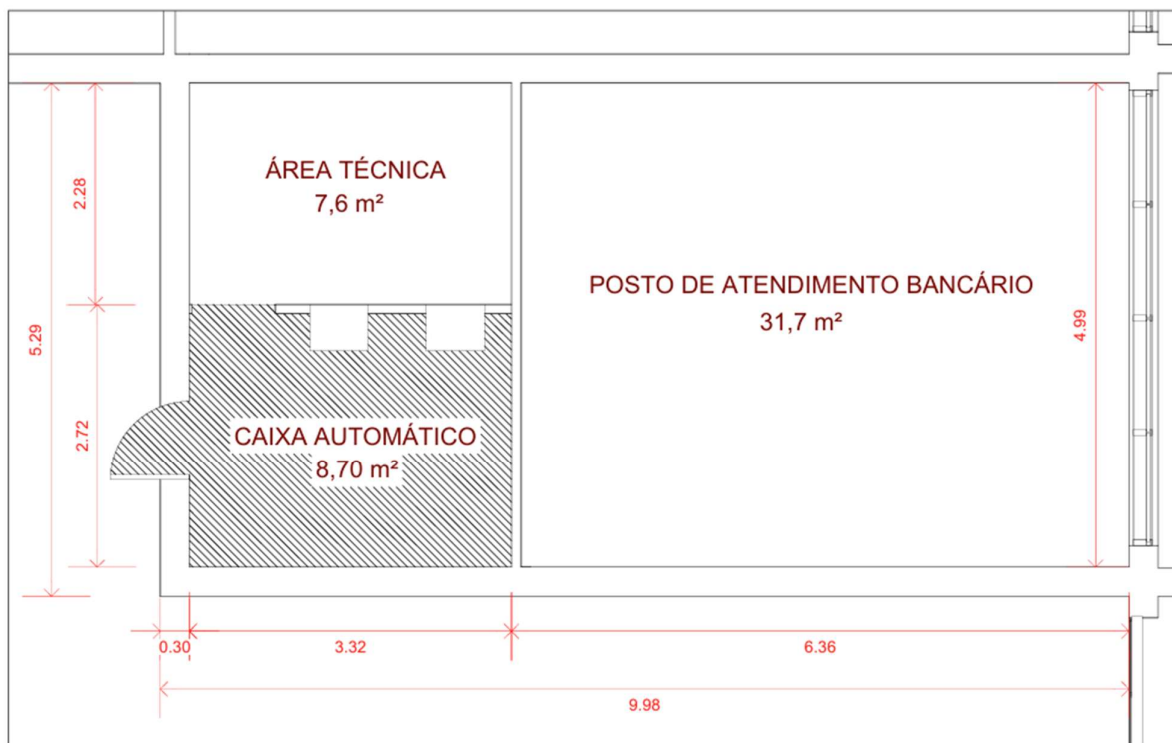 ÁREA TÉCNICA
7,6 m²
2.28
POSTO DE ATENDIMENTO BANCÁRIO
31,7 m²
5.29
4.99
2.72
CAIXA AUTOMÁTICO
8,70 m²
0.30
3.32
6.36
9.98